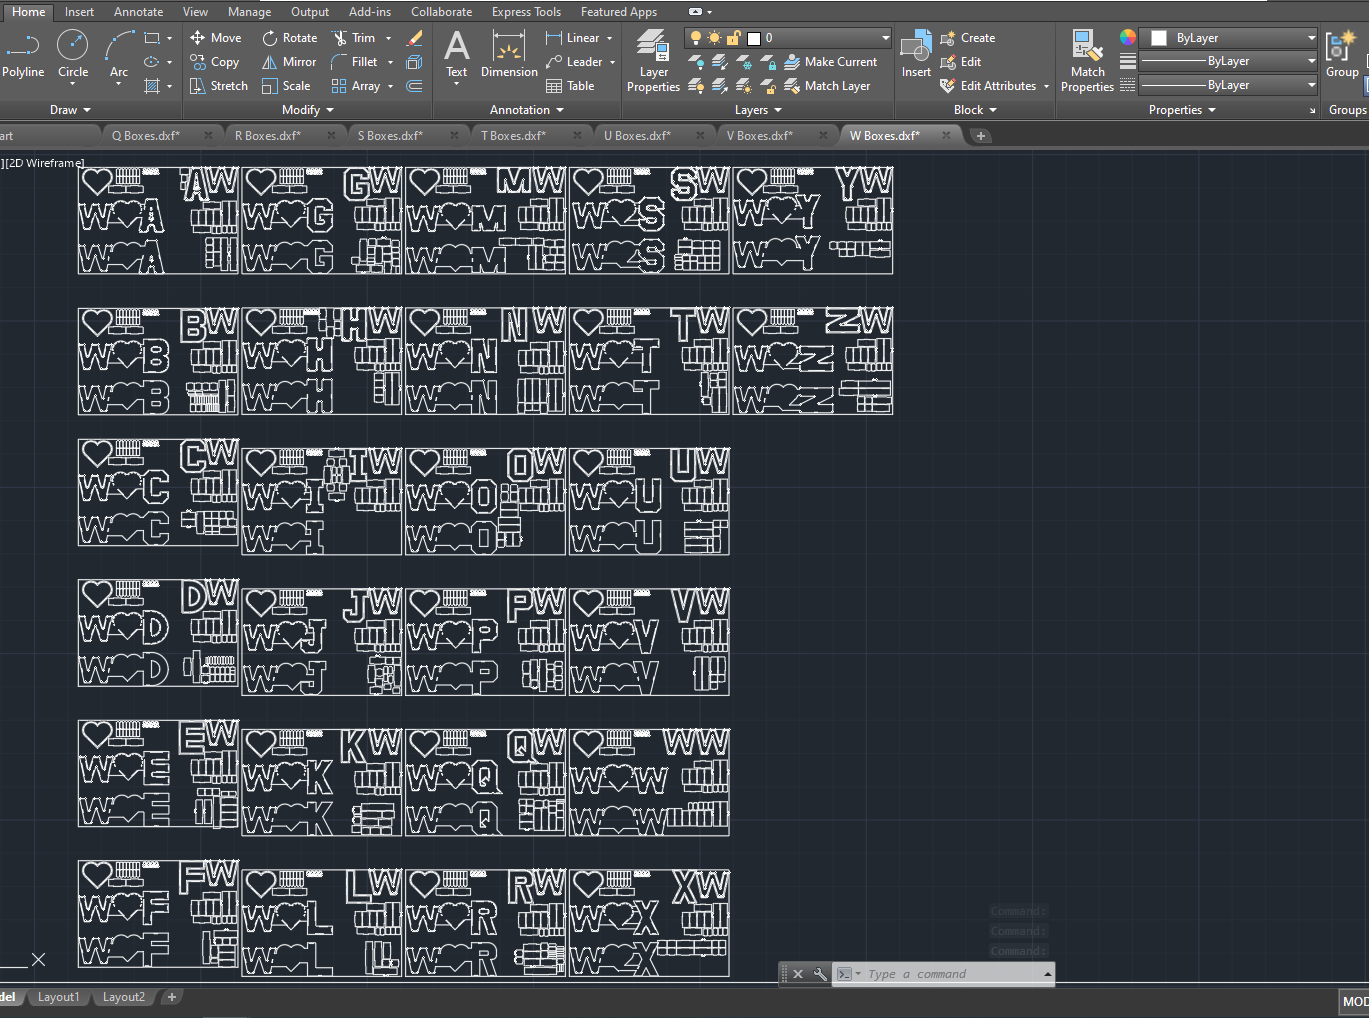 Home Insert Annotate View Manage Output Add-ins Collaborate Express Tools Featured Apps
Polyline Circle Arc
Move Rotate Trim
Copy Mirror Fillet
Stretch Scale Array
Text Dimension
Linear
Leader
Table
Layer Properties
0
Make Current
Match Layer
Insert
Create
Edit
Edit Attributes
Match Properties
ByLayer
ByLayer
ByLayer
Group
Draw Modify Annotation Layers Block Properties Groups
art Q Boxes.dxf* R Boxes.dxf* S Boxes.dxf* T Boxes.dxf* U Boxes.dxf* V Boxes.dxf* W Boxes.dxf*
][2D Wireframe]
AW GW MW SW YW
W A W G W M W S W Y
W A W G W M W S W Y
BW HW NW TW ZW
W B W H W N W T W Z
W B W H W N W T W Z
CW IW OW UW
W C W I W O W U
W C W I W O W U
DW JW PW VW
W D W J W P W V
W D W J W P W V
EW KW QW WW
W E W K W Q W W
W E W K W Q W W
FW LW RW XW
W F W L W R W X
W F W L W R W X
Command:
Command:
Command:
Type a command
del Layout1 Layout2 +
MOD